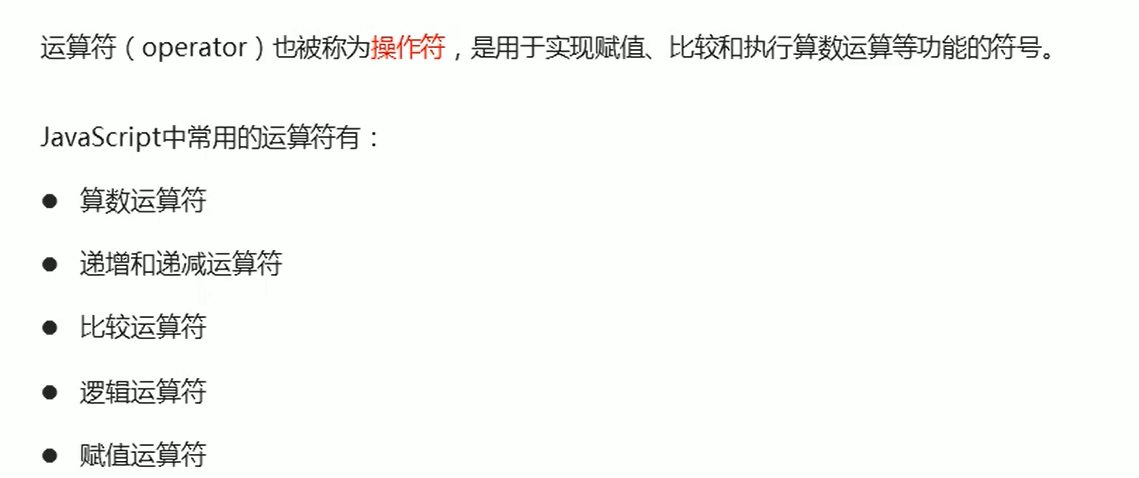 运算符（operator）也被称为操作符，是用于实现赋值、比较和执行算数运算等功能的符号。
JavaScript中常用的运算符有：
● 算数运算符
● 递增和递减运算符
● 比较运算符
● 逻辑运算符
● 赋值运算符